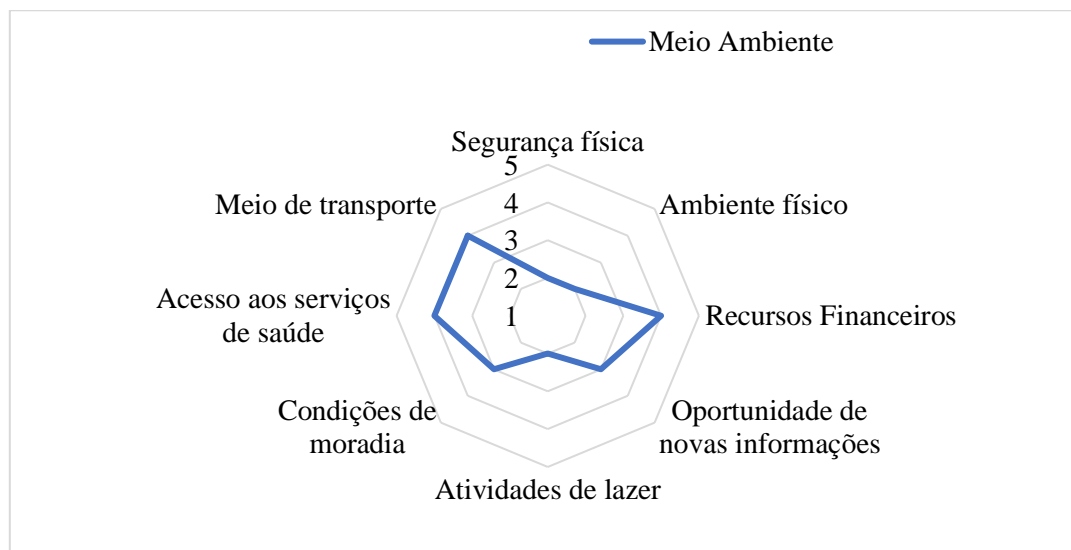 Meio Ambiente
Segurança física
5
4
3
2
1
Ambiente físico
Recursos Financeiros
Oportunidade de
novas informações
Atividades de lazer
Condições de
moradia
Acesso aos serviços
de saúde
Meio de transporte